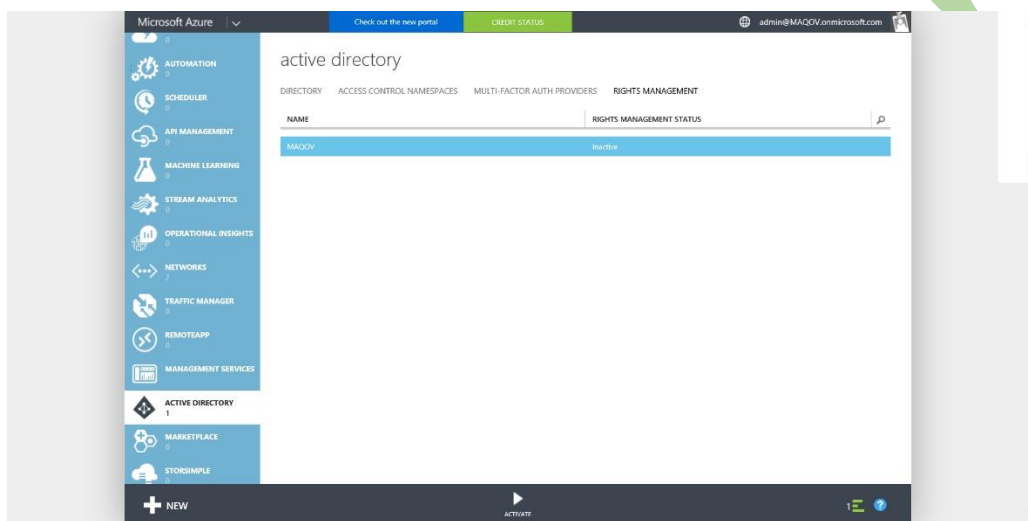 Microsoft Azure
Check out the new portal
CREDIT STATUS
admin@MAQOV.onmicrosoft.com
0
AUTOMATION
0
SCHEDULER
0
API MANAGEMENT
0
MACHINE LEARNING
0
STREAM ANALYTICS
0
OPERATIONAL INSIGHTS
0
NETWORKS
2
TRAFFIC MANAGER
0
REMOTEAPP
0
MANAGEMENT SERVICES
ACTIVE DIRECTORY
1
MARKETPLACE
0
STORSIMPLE
0
active directory
DIRECTORY ACCESS CONTROL NAMESPACES MULTI-FACTOR AUTH PROVIDERS RIGHTS MANAGEMENT
NAME RIGHTS MANAGEMENT STATUS
MAQOV Inactive
NEW
ACTIVATE
1
?